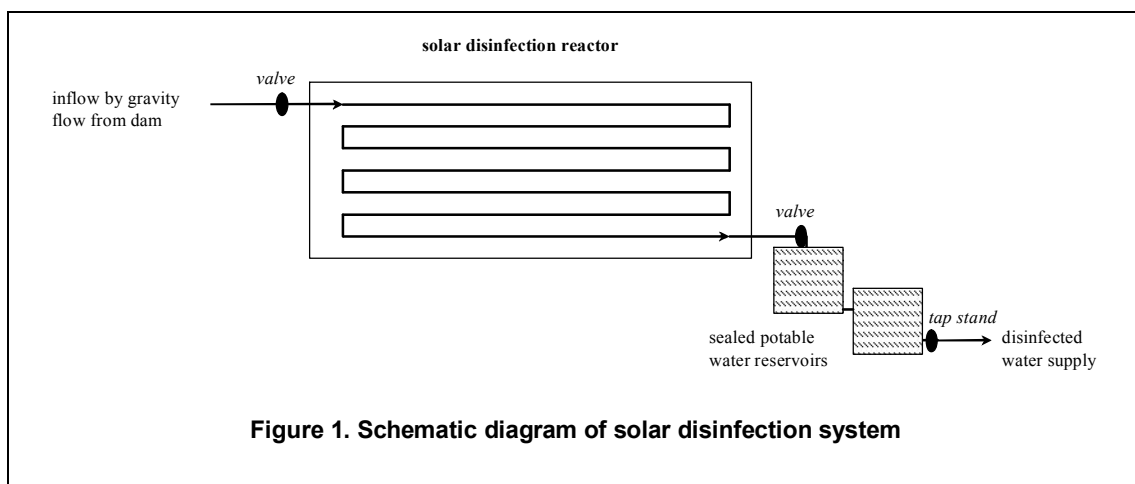 solar disinfection reactor
valve
inflow by gravity
flow from dam
valve
tap stand
sealed potable
water reservoirs
disinfected
water supply
Figure 1. Schematic diagram of solar disinfection system